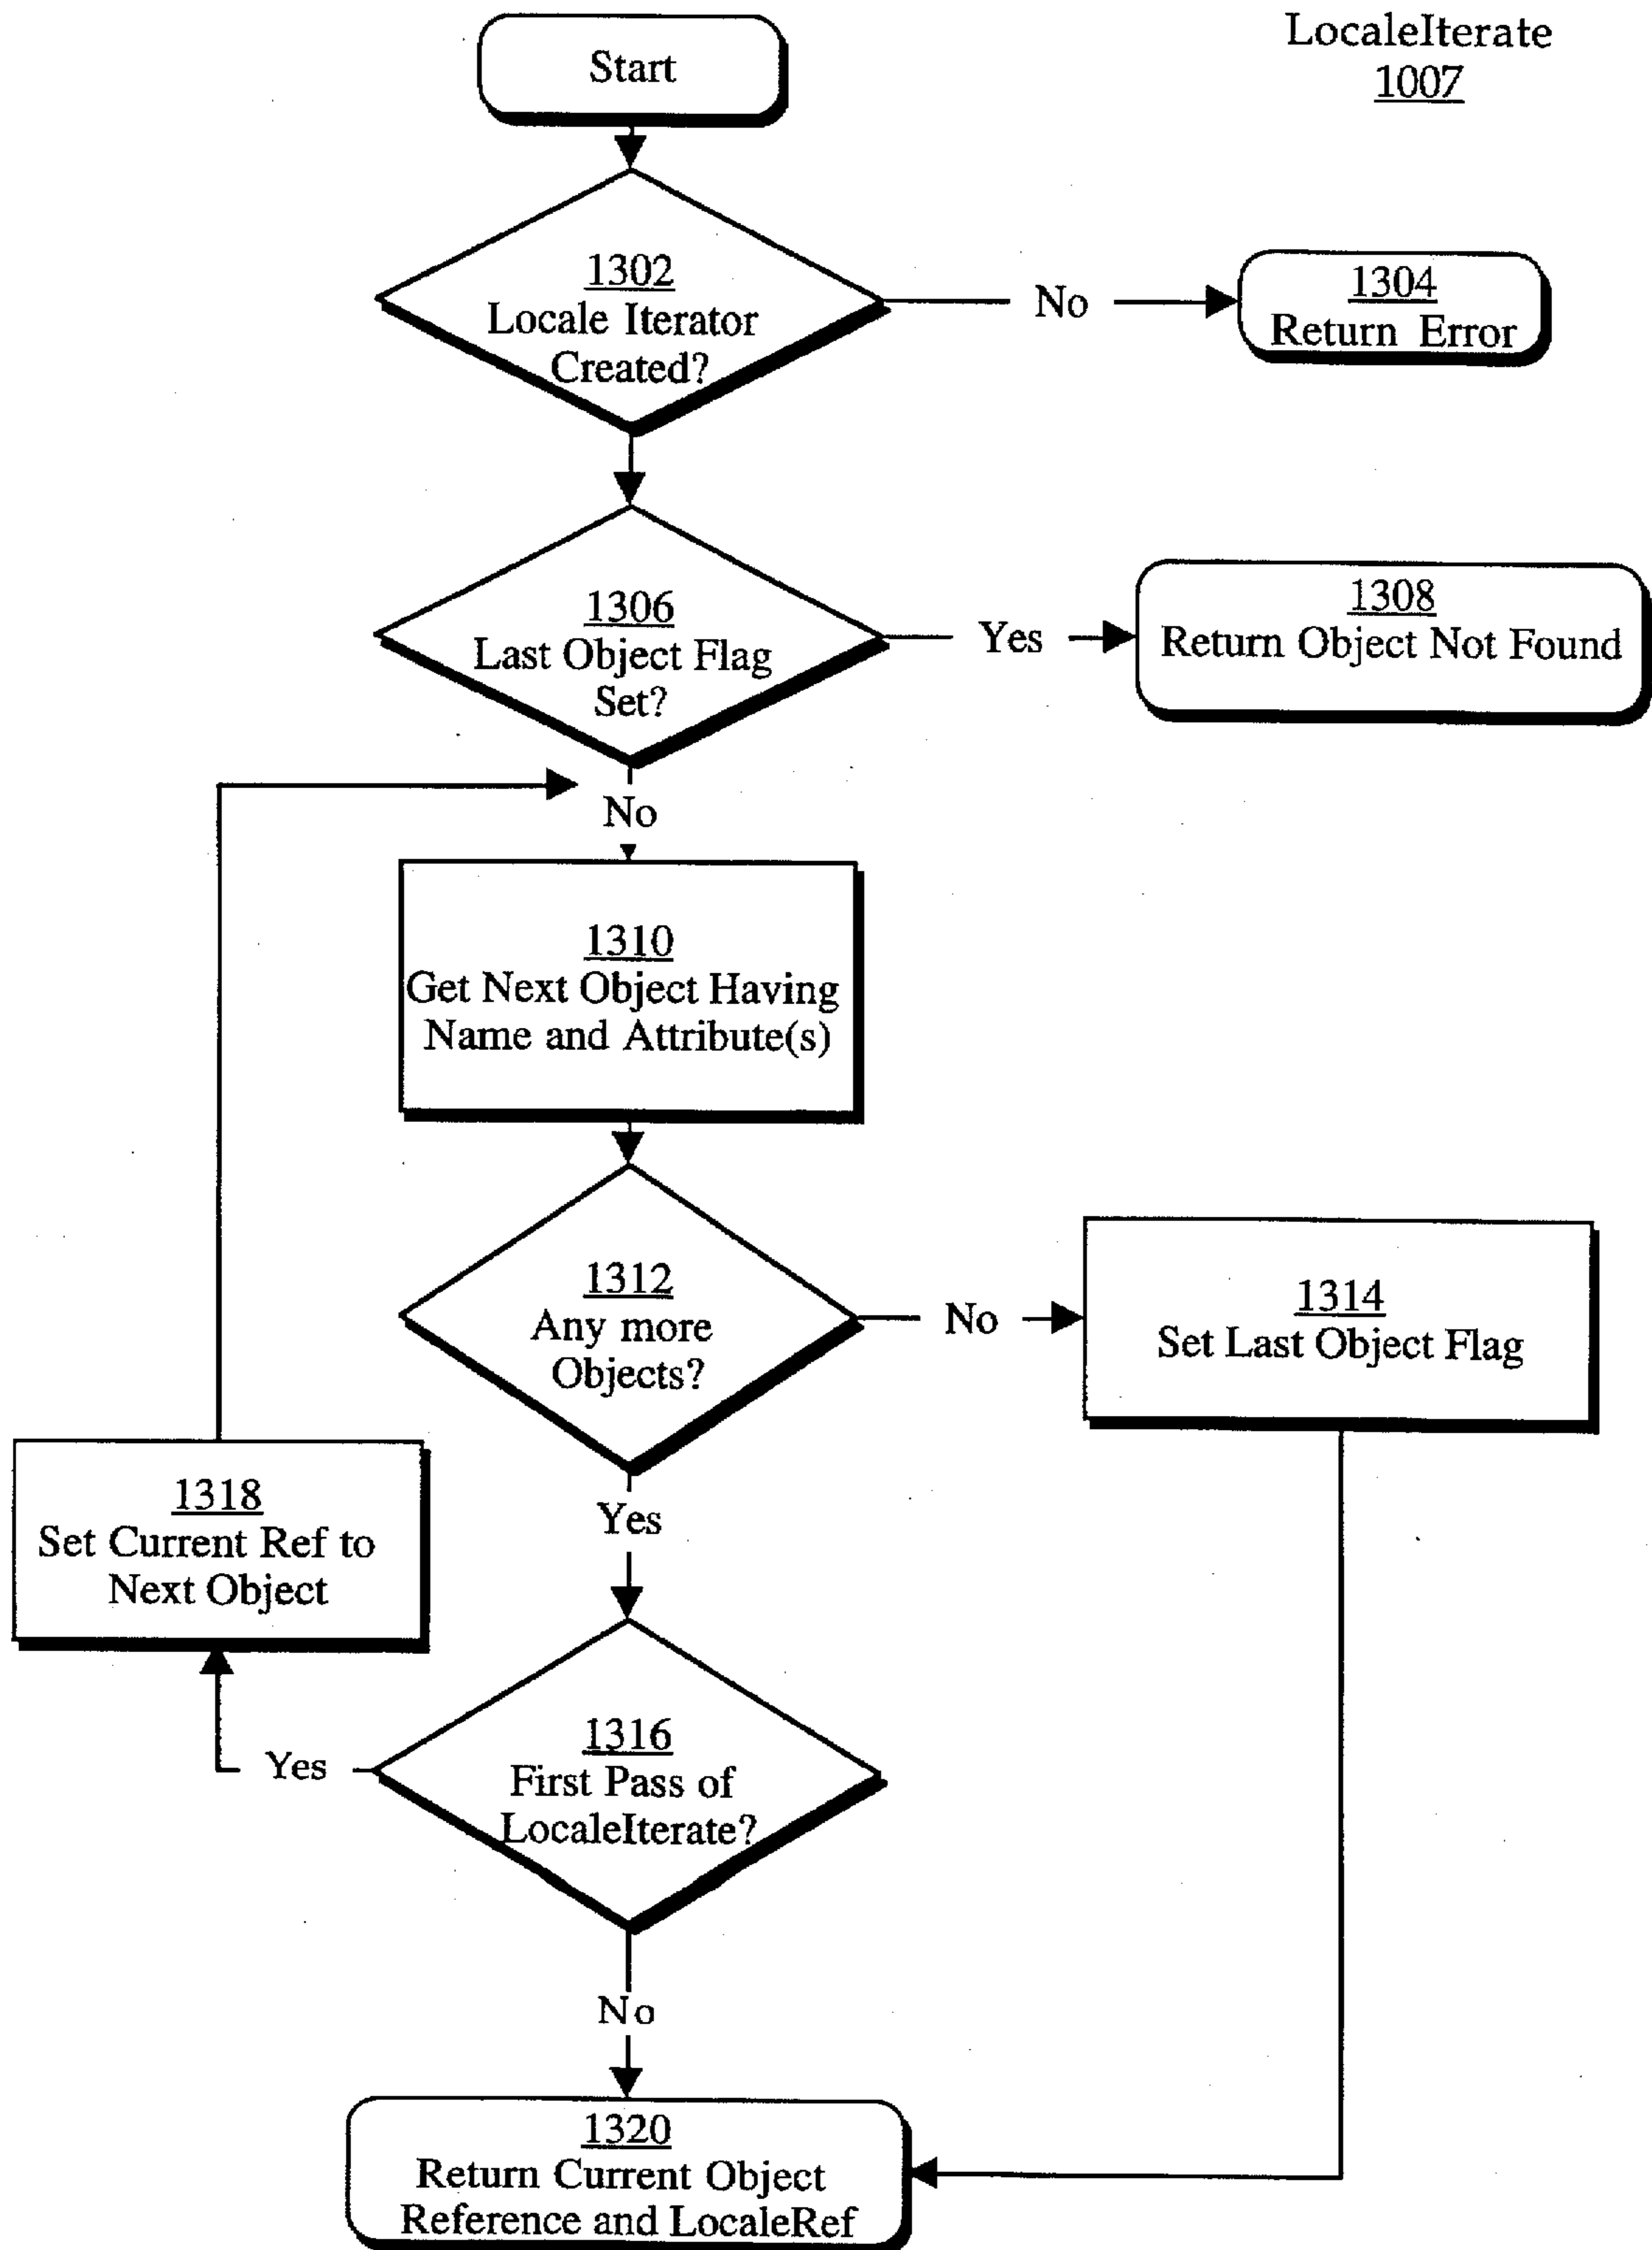 LocaleIterate
1007
Start
1302
Locale Iterator
Created?
No
1304
Return Error
1306
Last Object Flag
Set?
Yes
1308
Return Object Not Found
No
1310
Get Next Object Having
Name and Attribute(s)
1312
Any more
Objects?
No
1314
Set Last Object Flag
1318
Set Current Ref to
Next Object
Yes
1316
First Pass of
LocaleIterate?
Yes
No
1320
Return Current Object
Reference and LocaleRef